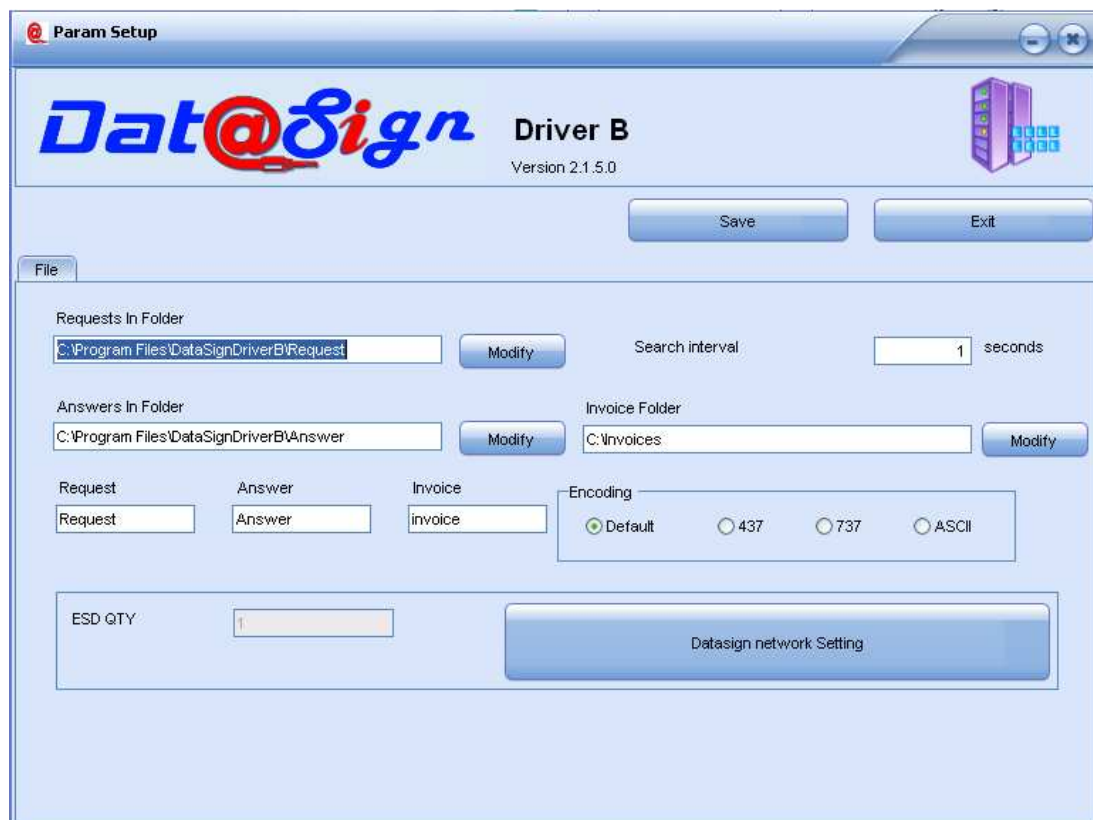 Param Setup
Dat@Sign
Driver B
Version 2.1.5.0
Save
Exit
File
Requests In Folder
C:\Program Files\DataSignDriverB\Request
Modify
Search interval
1
seconds
Answers In Folder
C:\Program Files\DataSignDriverB\Answer
Modify
Invoice Folder
C:\Invoices
Modify
Request
Answer
Invoice
Request
Answer
invoice
Encoding
Default
437
737
ASCII
ESD QTY
1
Datasign network Setting